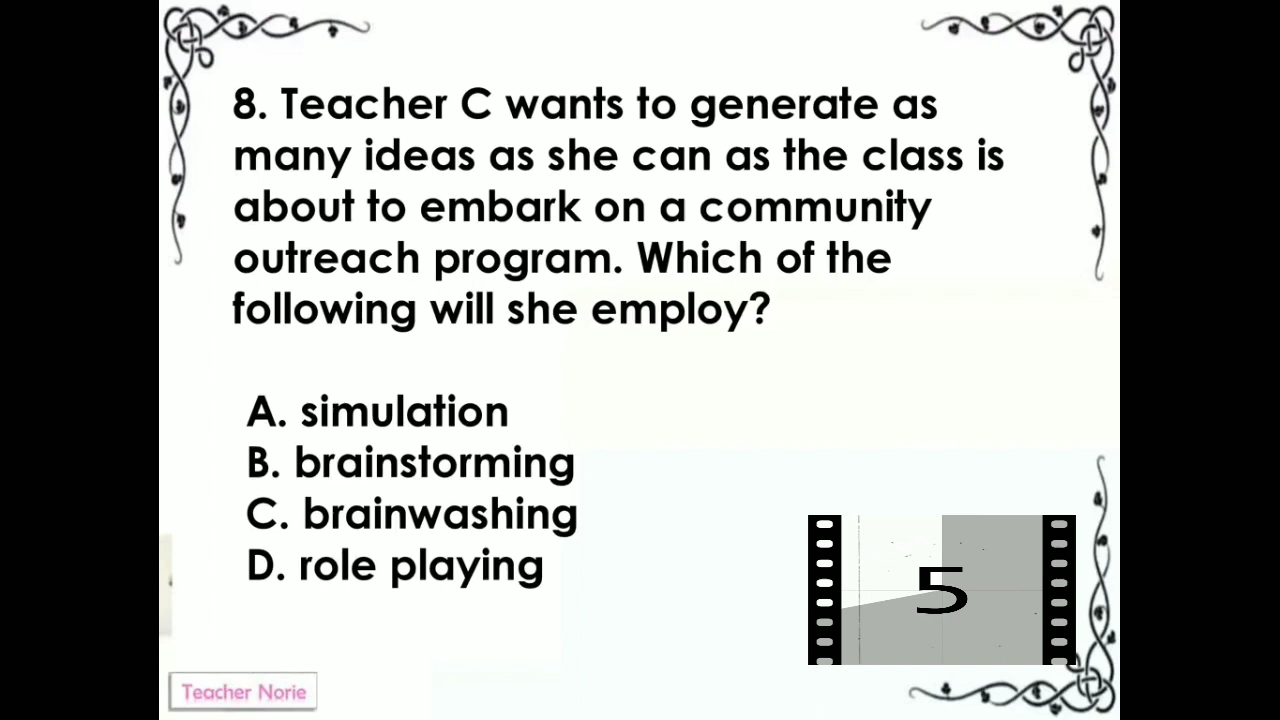 8. Teacher C wants to generate as
many ideas as she can as the class is
about to embark on a community
outreach program. Which of the
following will she employ?
A. simulation
B. brainstorming
C. brainwashing
D. role playing
5
Teacher Norie